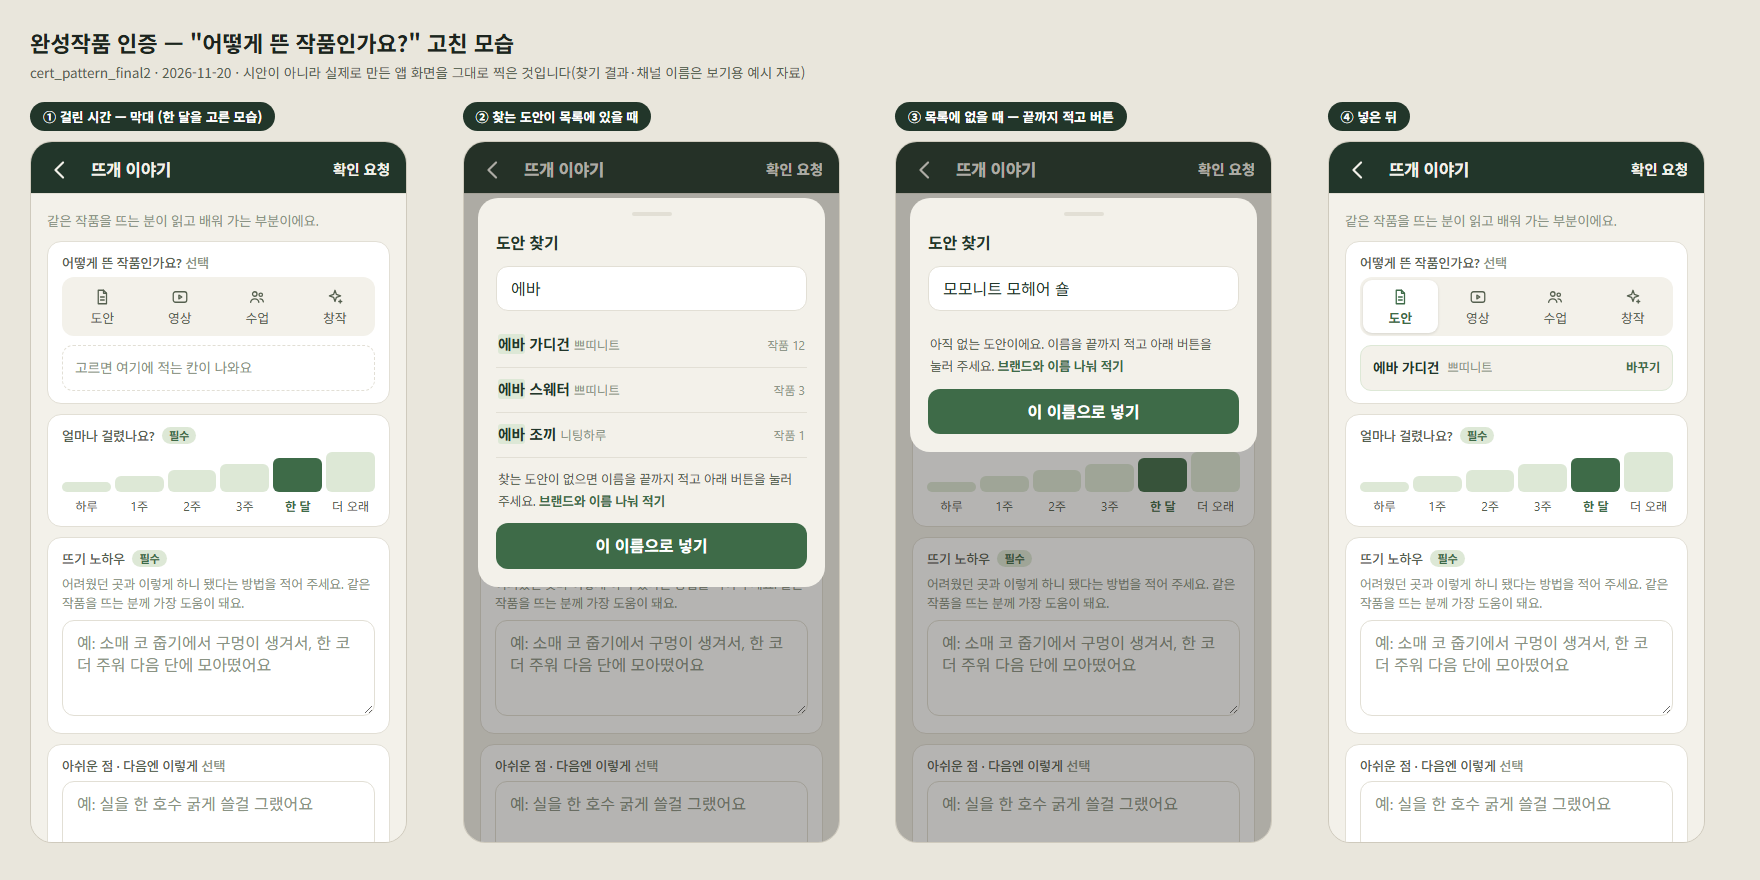 완성작품 인증 — "어떻게 뜬 작품인가요?" 고친 모습
cert_pattern_final2 · 2026-11-20 · 시안이 아니라 실제로 만든 앱 화면을 그대로 찍은 것입니다(찾기 결과·채널 이름은 보기용 예시 자료)
① 걸린 시간 — 막대 (한 달을 고른 모습)
뜨개 이야기
확인 요청
같은 작품을 뜨는 분이 읽고 배워 가는 부분이에요.
어떻게 뜬 작품인가요? 선택
도안 영상 수업 창작
고르면 여기에 적는 칸이 나와요
얼마나 걸렸나요? 필수
하루 1주 2주 3주 한 달 더 오래
뜨기 노하우 필수
어려웠던 곳과 이렇게 하니 됐다는 방법을 적어 주세요. 같은
작품을 뜨는 분께 가장 도움이 돼요.
예: 소매 코 줍기에서 구멍이 생겨서, 한 코
더 주워 다음 단에 모아떴어요
아쉬운 점 · 다음엔 이렇게 선택
예: 실을 한 호수 굵게 쓸걸 그랬어요
② 찾는 도안이 목록에 있을 때
뜨개 이야기
확인 요청
도안 찾기
에바
에바 가디건 쁘띠니트 작품 12
에바 스웨터 쁘띠니트 작품 3
에바 조끼 니팅하루 작품 1
찾는 도안이 없으면 이름을 끝까지 적고 아래 버튼을 눌러
주세요. 브랜드와 이름 나눠 적기
이 이름으로 넣기
작품을 뜨는 분께 가장 도움이 돼요.
예: 소매 코 줍기에서 구멍이 생겨서, 한 코
더 주워 다음 단에 모아떴어요
아쉬운 점 · 다음엔 이렇게 선택
예: 실을 한 호수 굵게 쓸걸 그랬어요
③ 목록에 없을 때 — 끝까지 적고 버튼
뜨개 이야기
확인 요청
도안 찾기
모모니트 모헤어 숄
아직 없는 도안이에요. 이름을 끝까지 적고 아래 버튼을
눌러 주세요. 브랜드와 이름 나눠 적기
이 이름으로 넣기
하루 1주 2주 3주 한 달 더 오래
뜨기 노하우 필수
어려웠던 곳과 이렇게 하니 됐다는 방법을 적어 주세요. 같은
작품을 뜨는 분께 가장 도움이 돼요.
예: 소매 코 줍기에서 구멍이 생겨서, 한 코
더 주워 다음 단에 모아떴어요
아쉬운 점 · 다음엔 이렇게 선택
예: 실을 한 호수 굵게 쓸걸 그랬어요
④ 넣은 뒤
뜨개 이야기
확인 요청
같은 작품을 뜨는 분이 읽고 배워 가는 부분이에요.
어떻게 뜬 작품인가요? 선택
도안 영상 수업 창작
에바 가디건 쁘띠니트 바꾸기
얼마나 걸렸나요? 필수
하루 1주 2주 3주 한 달 더 오래
뜨기 노하우 필수
어려웠던 곳과 이렇게 하니 됐다는 방법을 적어 주세요. 같은
작품을 뜨는 분께 가장 도움이 돼요.
예: 소매 코 줍기에서 구멍이 생겨서, 한 코
더 주워 다음 단에 모아떴어요
아쉬운 점 · 다음엔 이렇게 선택
예: 실을 한 호수 굵게 쓸걸 그랬어요